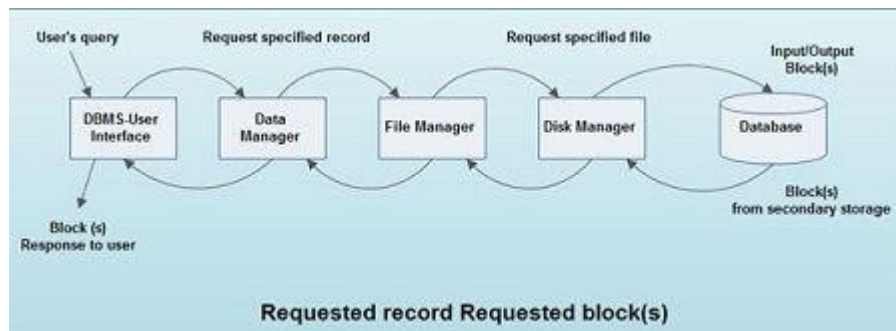 User's query
Request specified record
Request specified file
Input/Output
Block(s)
DBMS-User
Interface
Data
Manager
File Manager
Disk Manager
Database
Block (s)
Response to user
Block(s)
from secondary storage
Requested record Requested block(s)